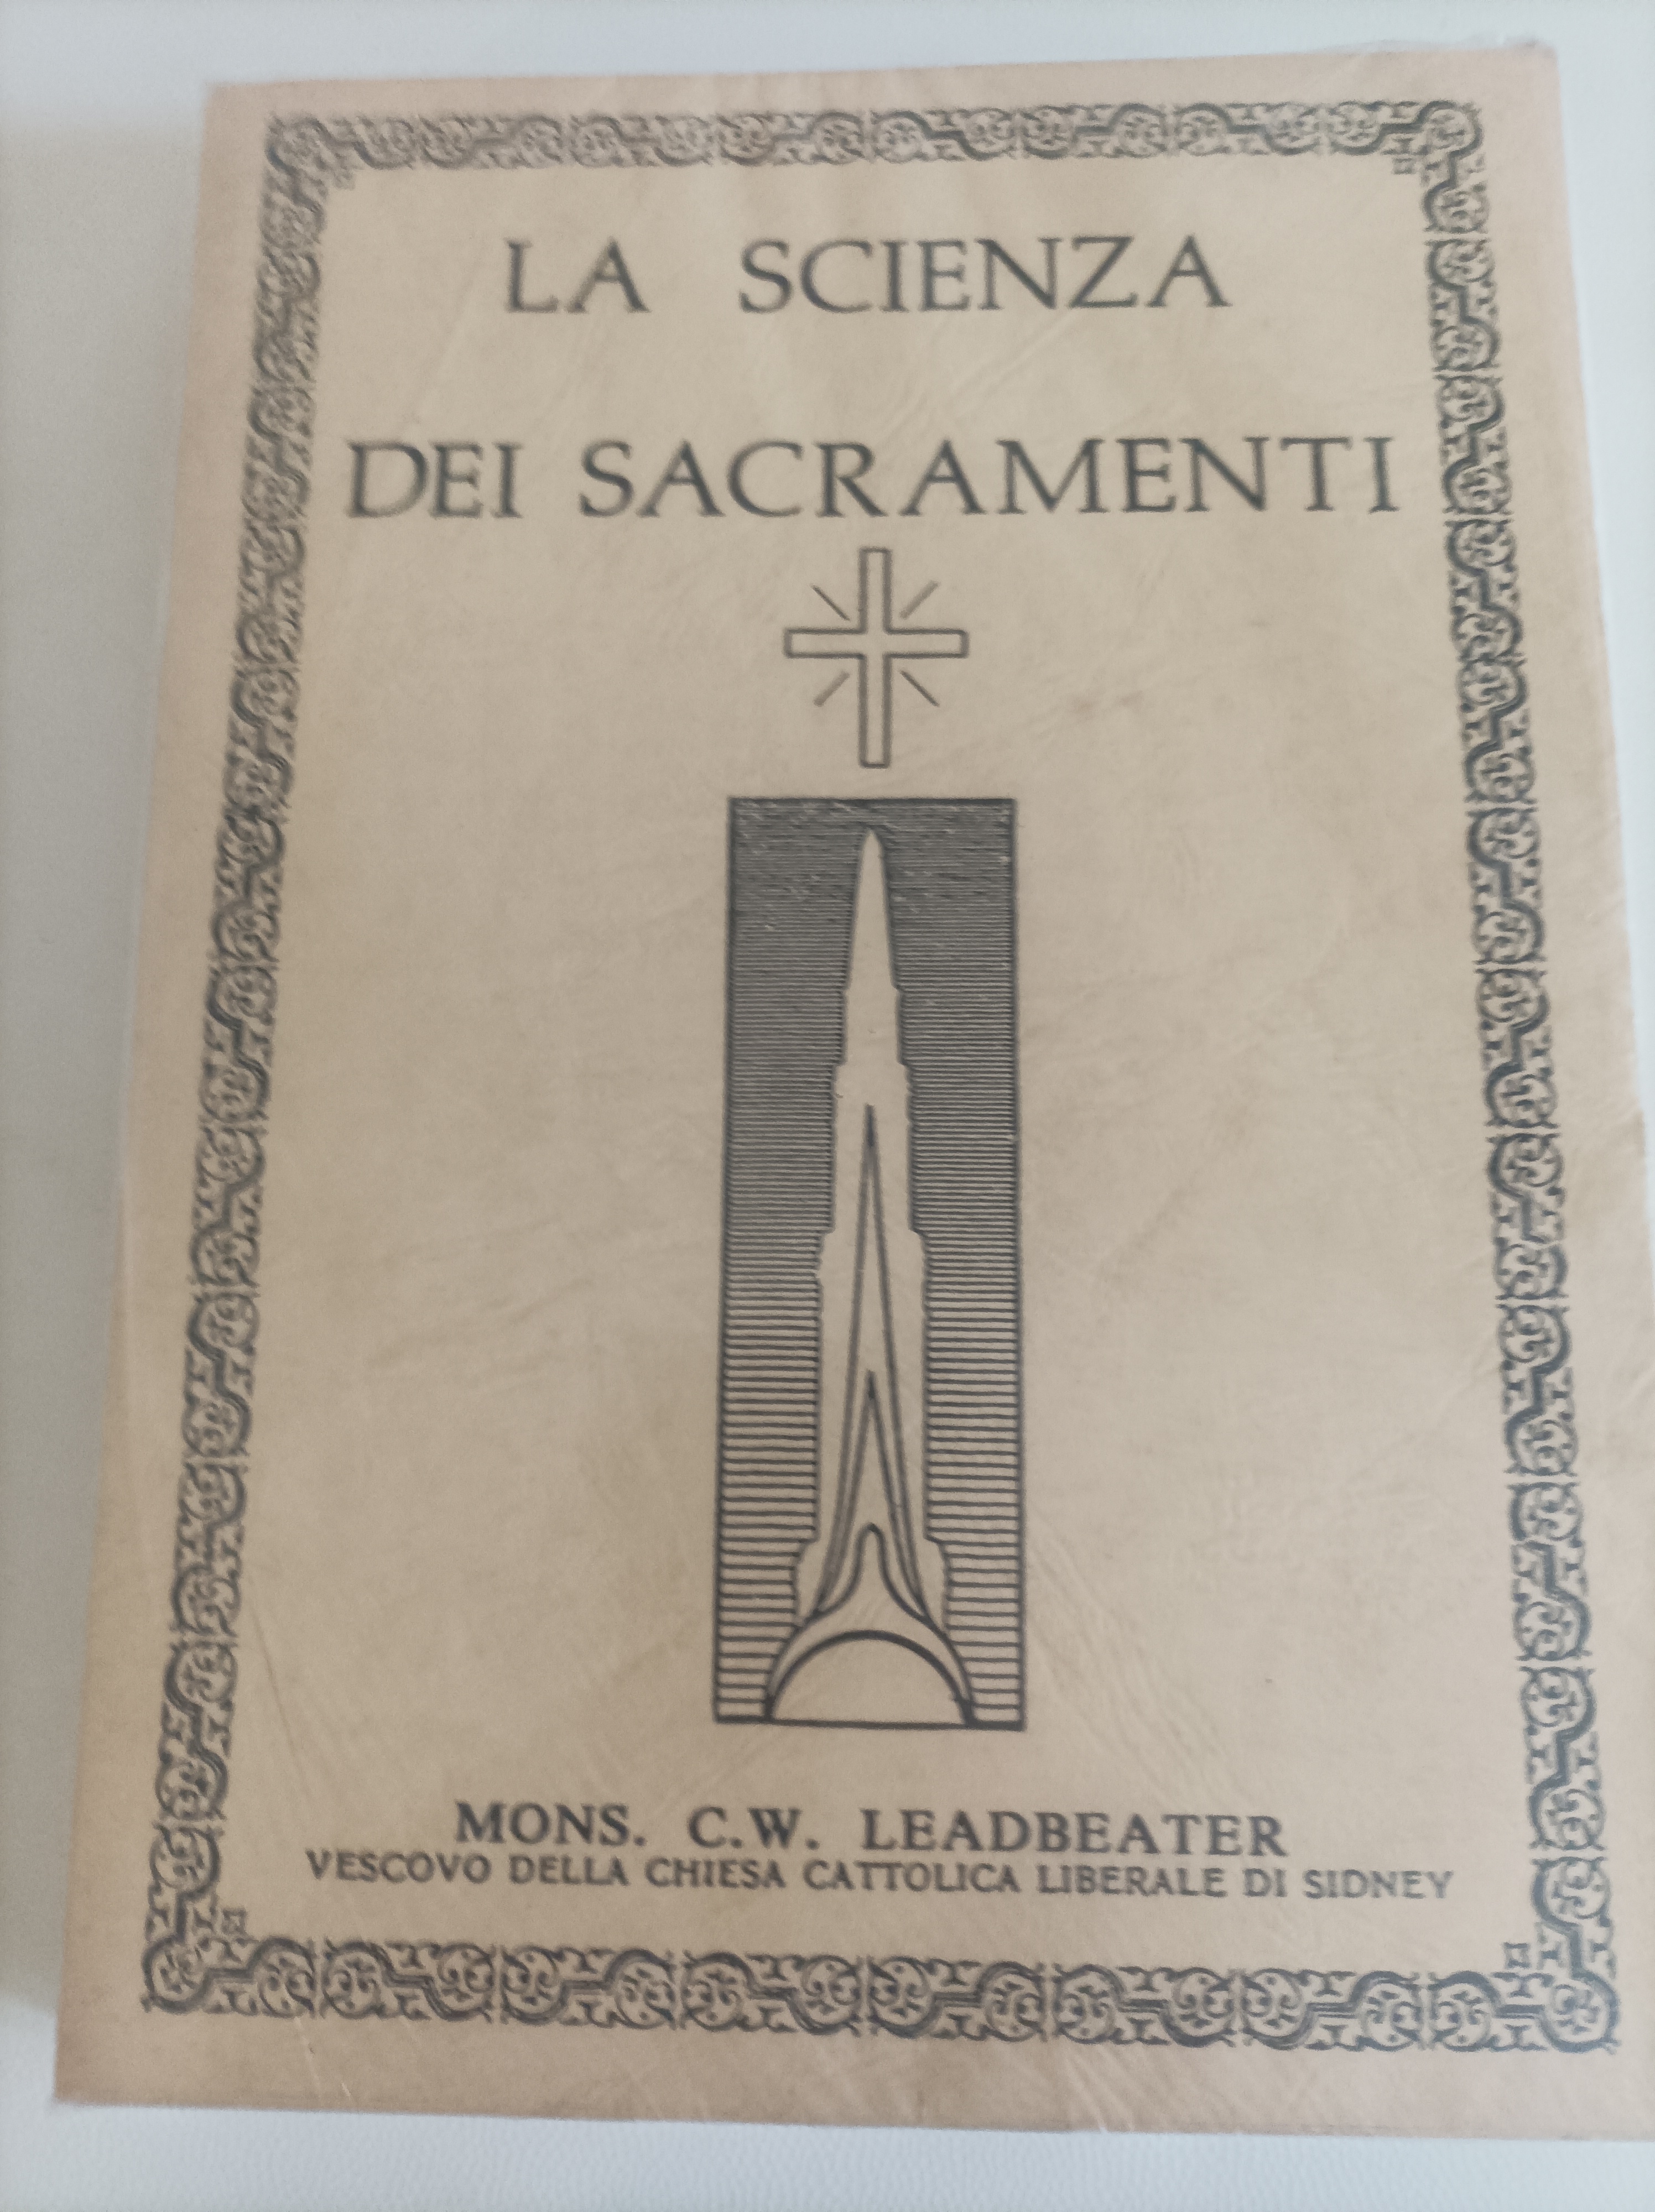 LA SCIENZA
DEI SACRAMENTI
MONS. C.W. LEADBEATER
VESCOVO DELLA CHIESA CATTOLICA LIBERALE DI SIDNEY